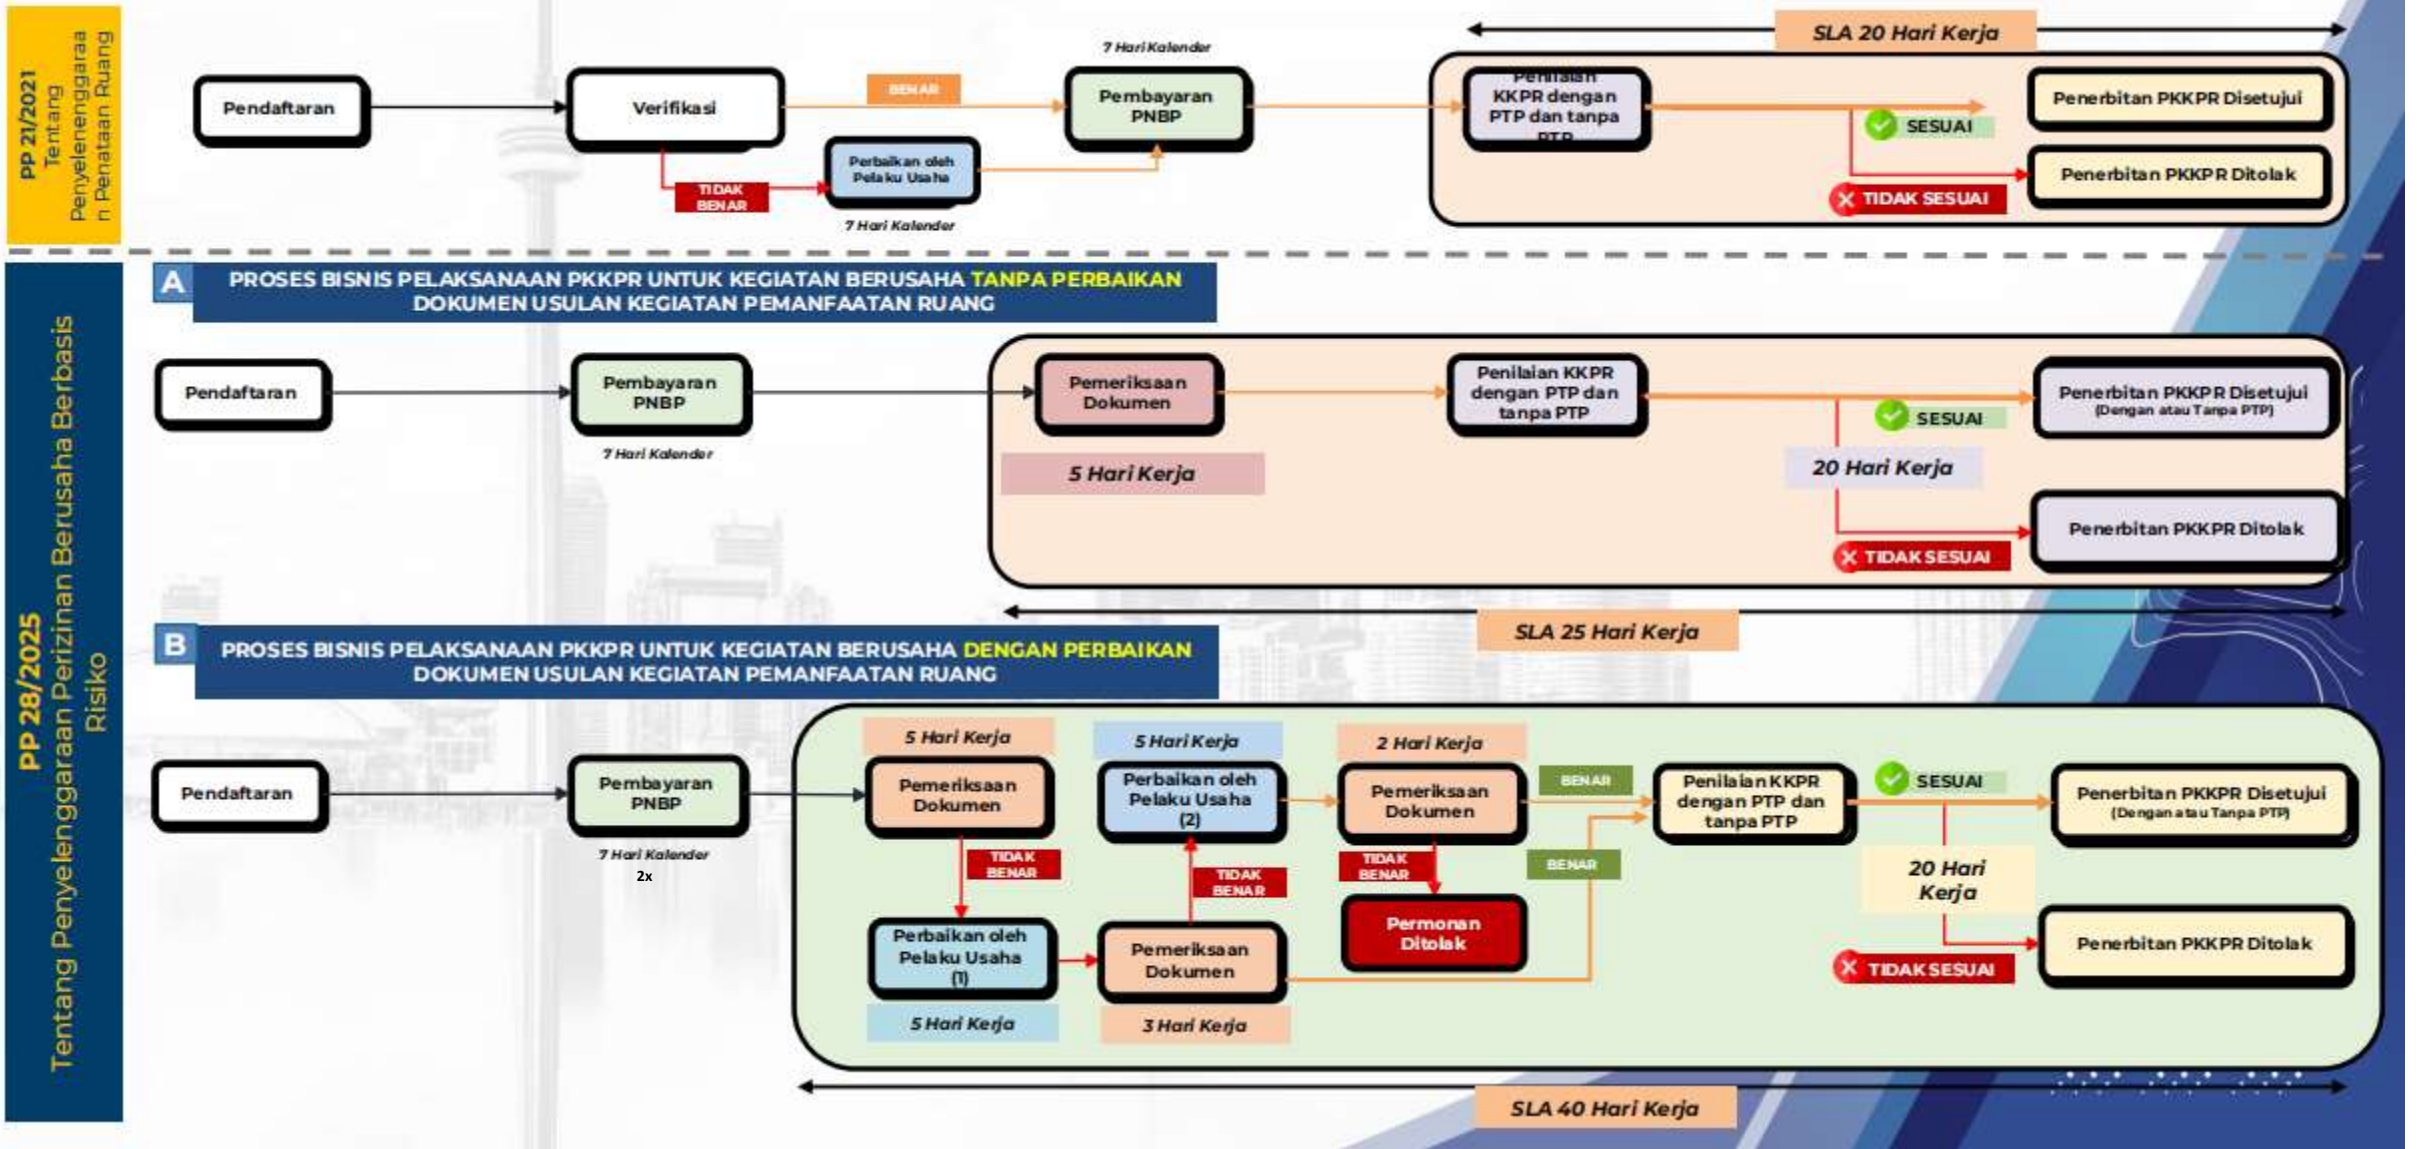 PP 21/2021
Tentang
Penyelenenggaraa
n Penataan Ruang
SLA 20 Hari Kerja
Pendaftaran
Verifikasi
BENAR
TIDAK
BENAR
Perbaikan oleh
Pelaku Usaha
7 Hari Kalender
7 Hari Kalender
Pembayaran
PNBP
Penilaian
KKPR dengan
PTP dan tanpa
PTP
SESUAI
TIDAK SESUAI
Penerbitan PKKPR Disetujui
Penerbitan PKKPR Ditolak
PP 28/2025
Tentang Penyelenggaraan Perizinan Berusaha Berbasis
Risiko
A
PROSES BISNIS PELAKSANAAN PKKPR UNTUK KEGIATAN BERUSAHA TANPA PERBAIKAN
DOKUMEN USULAN KEGIATAN PEMANFAATAN RUANG
Pendaftaran
Pembayaran
PNBP
7 Hari Kalender
Pemeriksaan
Dokumen
5 Hari Kerja
Penilaian KKPR
dengan PTP dan
tanpa PTP
SESUAI
20 Hari Kerja
TIDAK SESUAI
Penerbitan PKKPR Disetujui
(Dengan atau Tanpa PTP)
Penerbitan PKKPR Ditolak
SLA 25 Hari Kerja
B
PROSES BISNIS PELAKSANAAN PKKPR UNTUK KEGIATAN BERUSAHA DENGAN PERBAIKAN
DOKUMEN USULAN KEGIATAN PEMANFAATAN RUANG
Pendaftaran
Pembayaran
PNBP
7 Hari Kalender
2x
5 Hari Kerja
Pemeriksaan
Dokumen
TIDAK
BENAR
Perbaikan oleh
Pelaku Usaha
(1)
5 Hari Kerja
5 Hari Kerja
Perbaikan oleh
Pelaku Usaha
(2)
TIDAK
BENAR
Pemeriksaan
Dokumen
3 Hari Kerja
2 Hari Kerja
Pemeriksaan
Dokumen
TIDAK
BENAR
Permonan
Ditolak
BENAR
BENAR
Penilaian KKPR
dengan PTP dan
tanpa PTP
SESUAI
20 Hari
Kerja
TIDAK SESUAI
Penerbitan PKKPR Disetujui
(Dengan atau Tanpa PTP)
Penerbitan PKKPR Ditolak
SLA 40 Hari Kerja